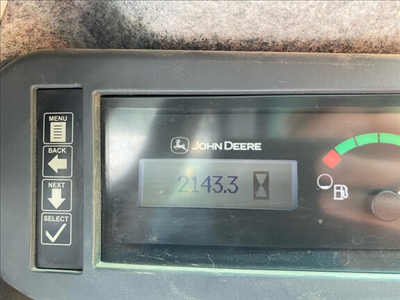 MENU
BACK
NEXT
SELECT
JOHN DEERE
2143.3